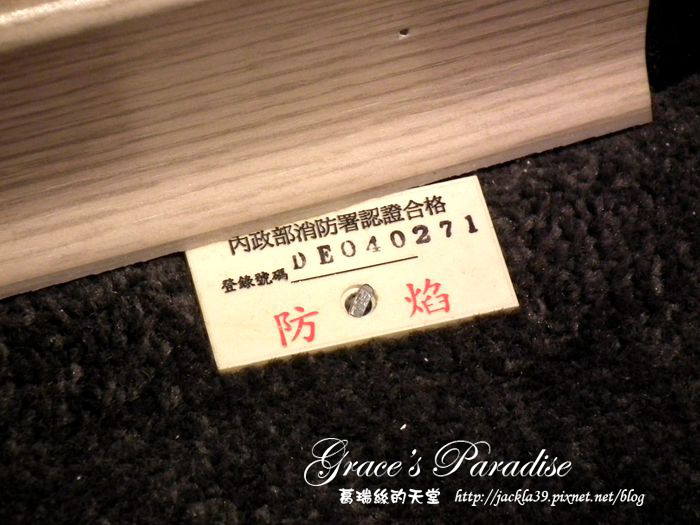 內政部消防署認證合格
登錄號碼 DE040271
防 焰
Grace's Paradise
葛瑞絲的天堂 http://jackla39.pixnet.net/blog